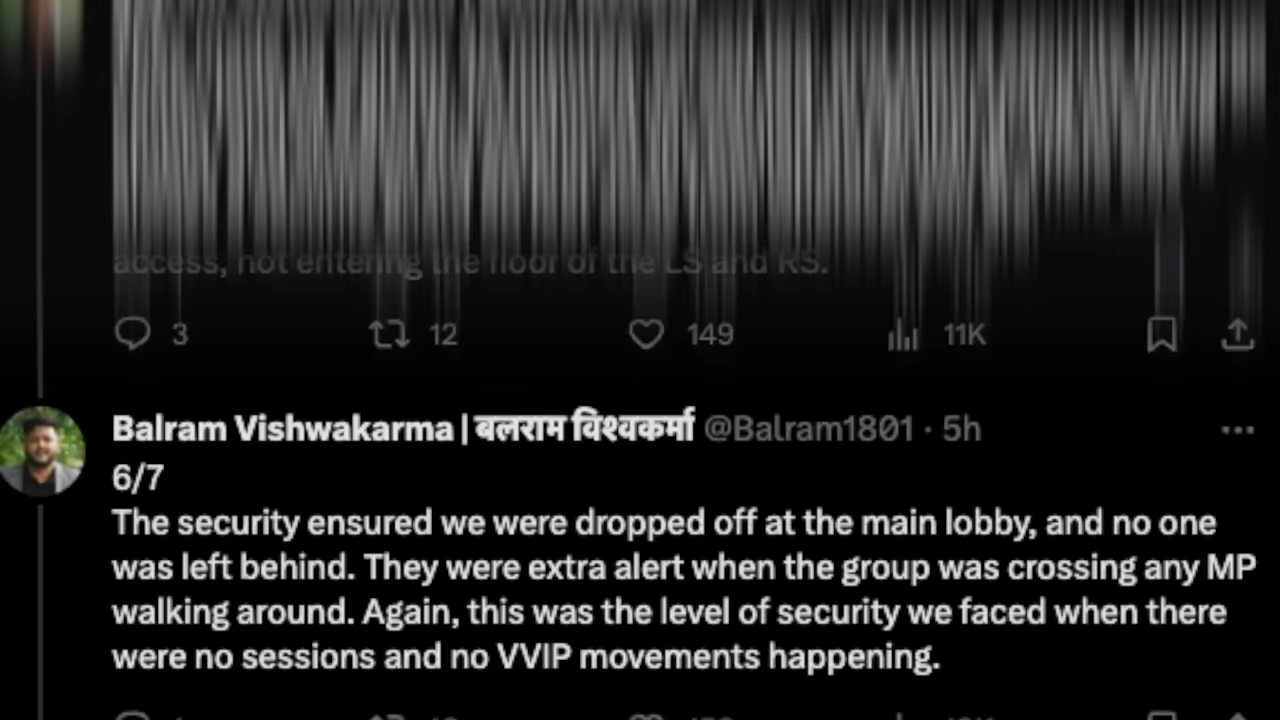 access, not entering the floor of the LS and RS.
3 12 149 11K
Balram Vishwakarma | बलराम विश्वकर्मा @Balram1801 · 5h
6/7
The security ensured we were dropped off at the main lobby, and no one
was left behind. They were extra alert when the group was crossing any MP
walking around. Again, this was the level of security we faced when there
were no sessions and no VVIP movements happening.